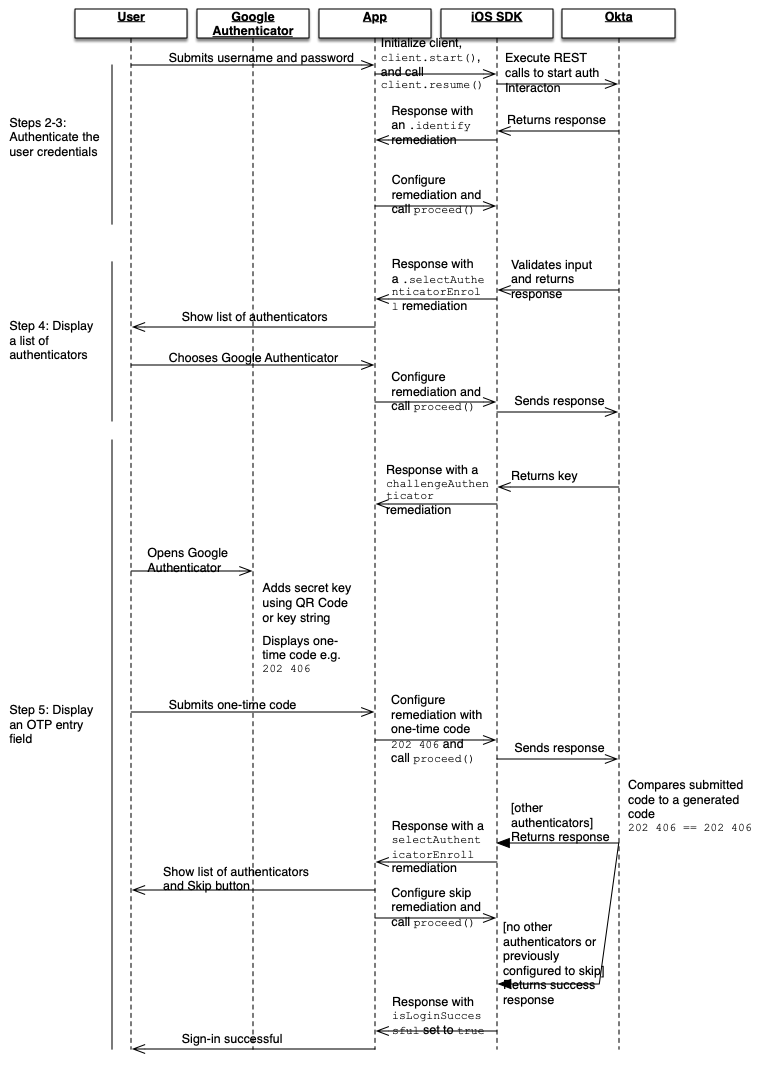 User
Google
Authenticator
App
iOS SDK
Okta
Submits username and password
Initialize client,
client.start(),
and call
client.resume()
Execute REST
calls to start auth
Interacton
Steps 2-3:
Authenticate the
user credentials
Response with
an .identify
remediation
Returns response
Configure
remediation and
call proceed()
Response with
a .selectAuthe
nticatorEnrol
l remediation
Validates input
and returns
response
Step 4: Display
a list of
authenticators
Show list of authenticators
Chooses Google Authenticator
Configure
remediation and
call proceed()
Sends response
Response with a
challengeAuthen
ticator
remediation
Returns key
Opens Google
Authenticator
Adds secret key
using QR Code
or key string
Displays one-
time code e.g.
202 406
Step 5: Display
an OTP entry
field
Submits one-time code
Configure
remediation with
one-time code
202 406 and
call proceed()
Sends response
Compares submitted
code to a generated
code
202 406 == 202 406
[other
authenticators]
Returns response
Response with a
selectAuthent
icatorEnroll
remediation
Show list of authenticators
and Skip button
Configure skip
remediation and
call proceed()
[no other
authenticators or
previously
configured to skip]
Returns success
response
Response with
isLoginSucces
sful set to true
Sign-in successful